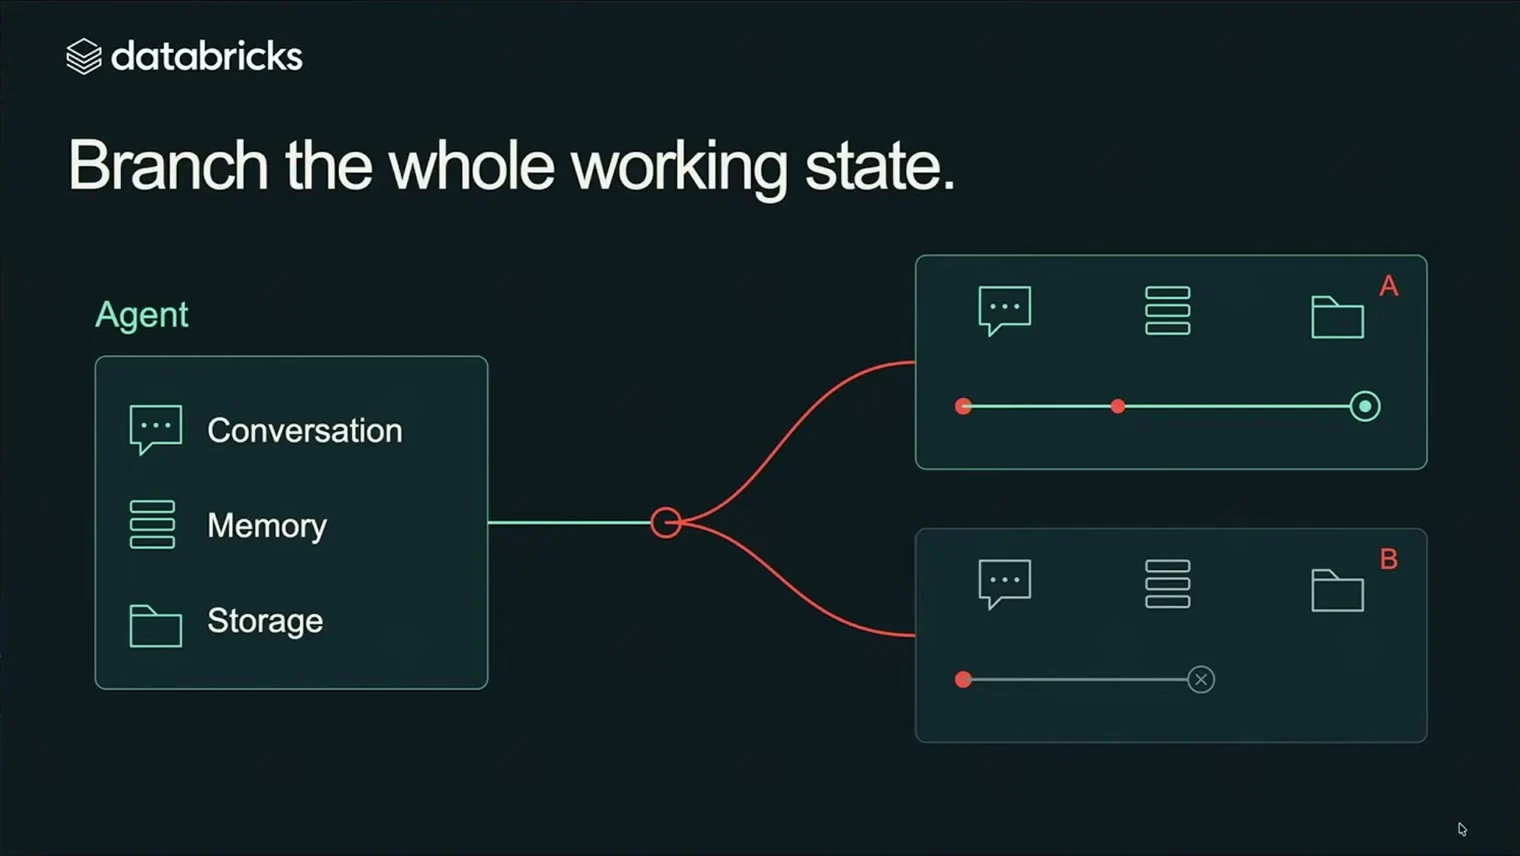 databricks
Branch the whole working state.
Agent
Conversation
Memory
Storage
A
B